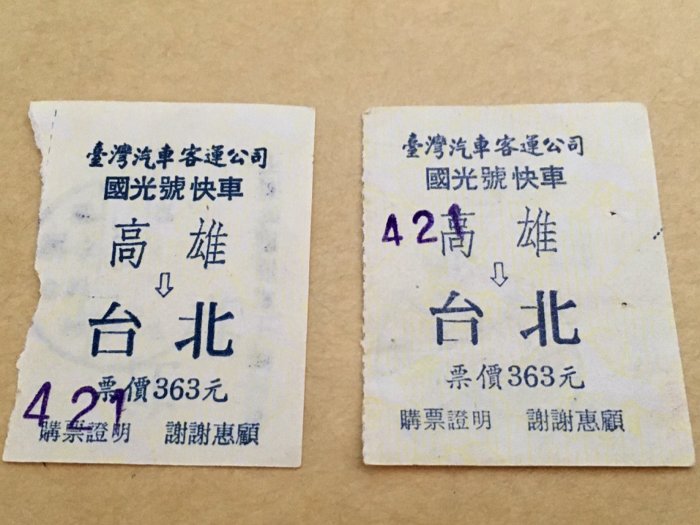 臺灣汽車客運公司
國光號快車
高雄
⇩
台北
票價363元
購票證明 謝謝惠顧
421
臺灣汽車客運公司
國光號快車
高雄
421
⇩
台北
票價363元
購票證明 謝謝惠顧